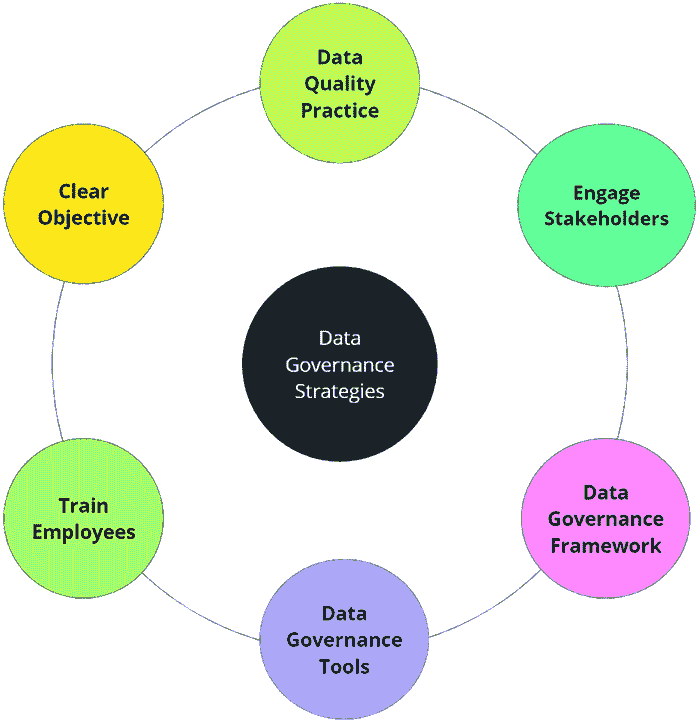 Data
Quality
Practice
Clear
Objective
Engage
Stakeholders
Data
Governance
Strategies
Train
Employees
Data
Governance
Framework
Data
Governance
Tools